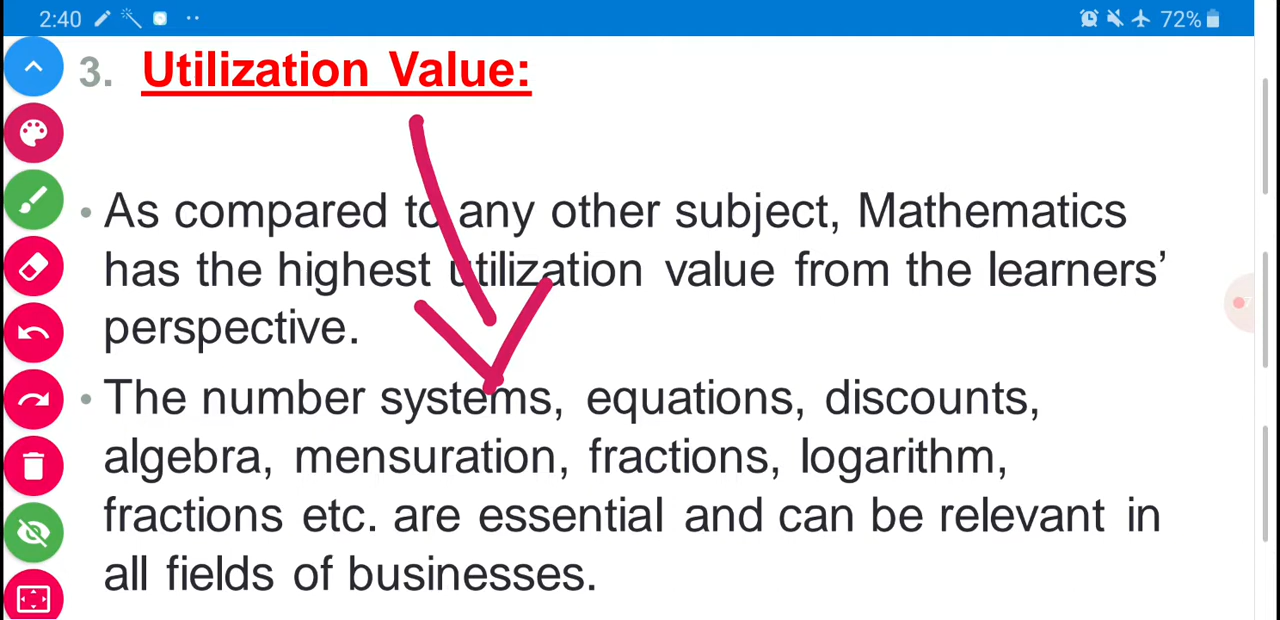 2:40
72%
3. Utilization Value:
• As compared to any other subject, Mathematics
has the highest utilization value from the learners’
perspective.
• The number systems, equations, discounts,
algebra, mensuration, fractions, logarithm,
fractions etc. are essential and can be relevant in
all fields of businesses.